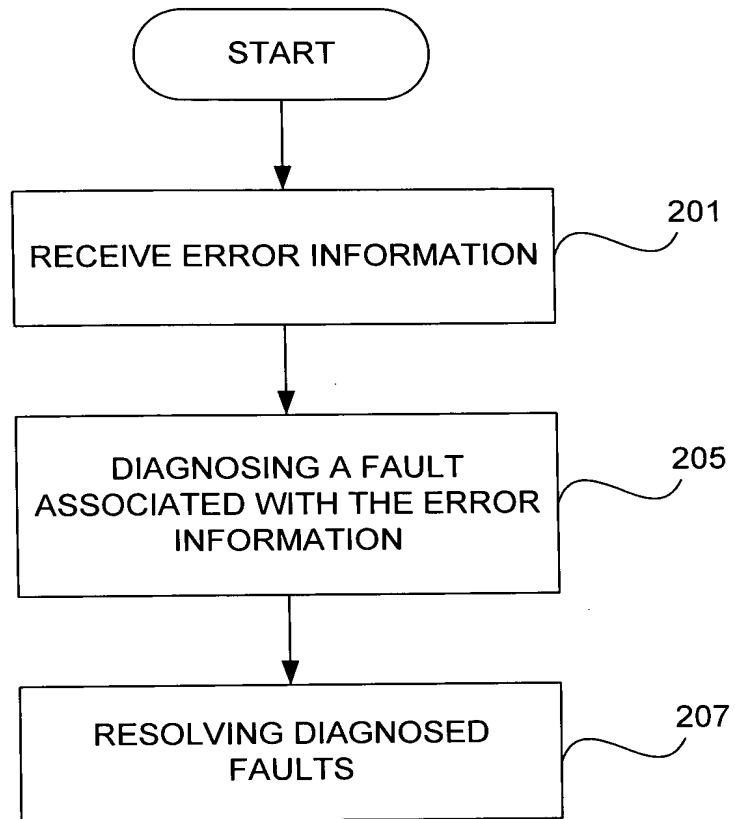 START
201
RECEIVE ERROR INFORMATION
205
DIAGNOSING A FAULT
ASSOCIATED WITH THE ERROR
INFORMATION
207
RESOLVING DIAGNOSED
FAULTS